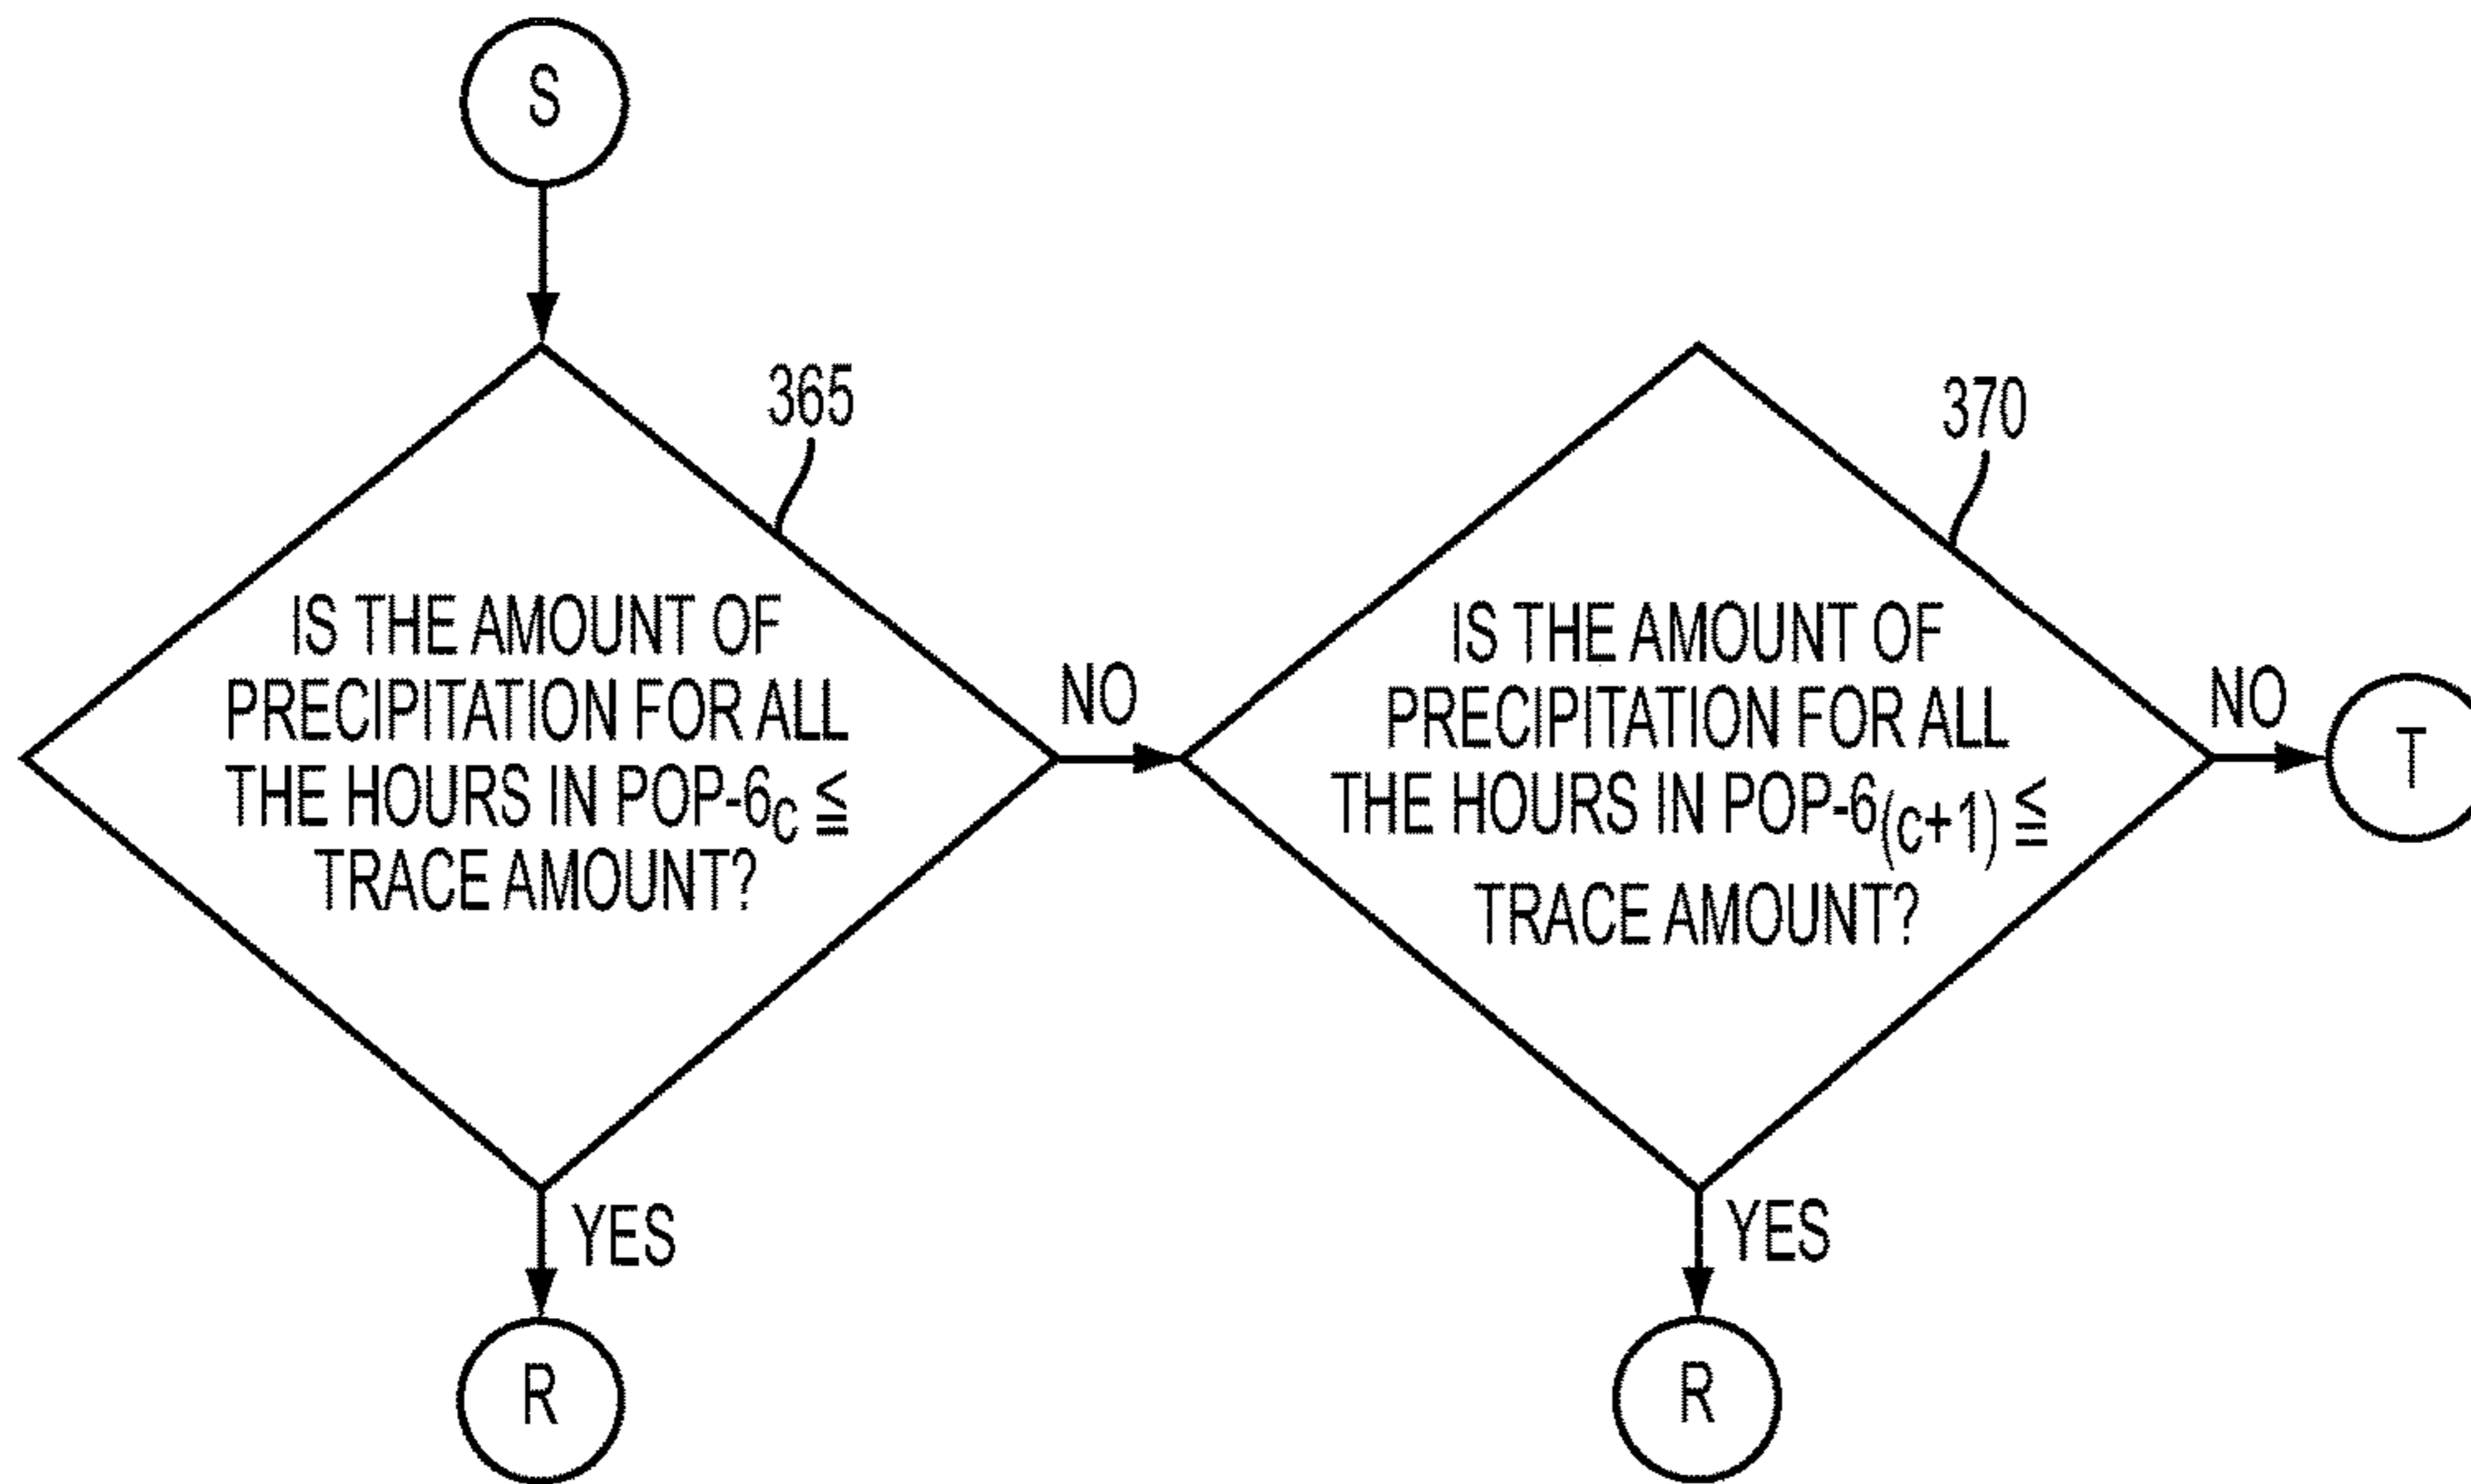 S
365
IS THE AMOUNT OF
PRECIPITATION FOR ALL
THE HOURS IN POP-6c ≦
TRACE AMOUNT?
NO
YES
R
370
IS THE AMOUNT OF
PRECIPITATION FOR ALL
THE HOURS IN POP-6(c+1) ≦
TRACE AMOUNT?
NO
T
YES
R